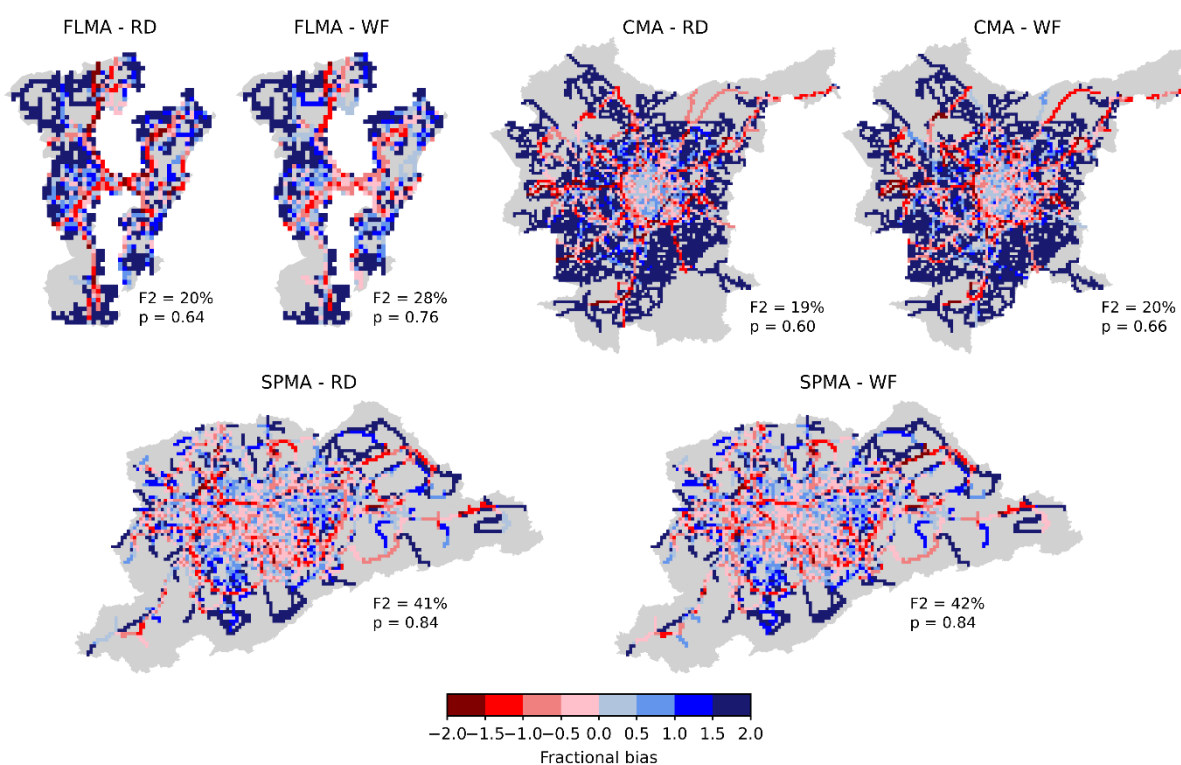 FLMA - RD
FLMA - WF
CMA - RD
CMA - WF
F2 = 20%
p = 0.64
F2 = 28%
p = 0.76
F2 = 19%
p = 0.60
F2 = 20%
p = 0.66
SPMA - RD
SPMA - WF
F2 = 41%
p = 0.84
F2 = 42%
p = 0.84
−2.0−1.5−1.0−0.5 0.0 0.5 1.0 1.5 2.0
Fractional bias